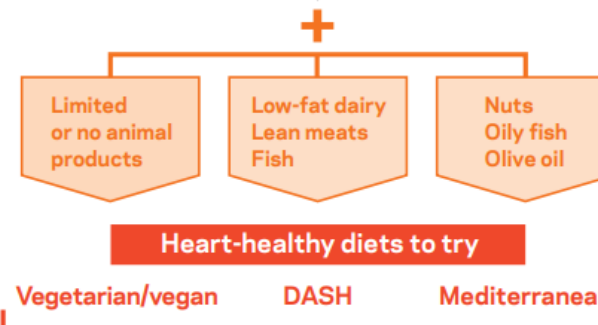 +
Limited
or no animal
products
Low-fat dairy
Lean meats
Fish
Nuts
Oily fish
Olive oil
Heart-healthy diets to try
Vegetarian/vegan
DASH
Mediterranea